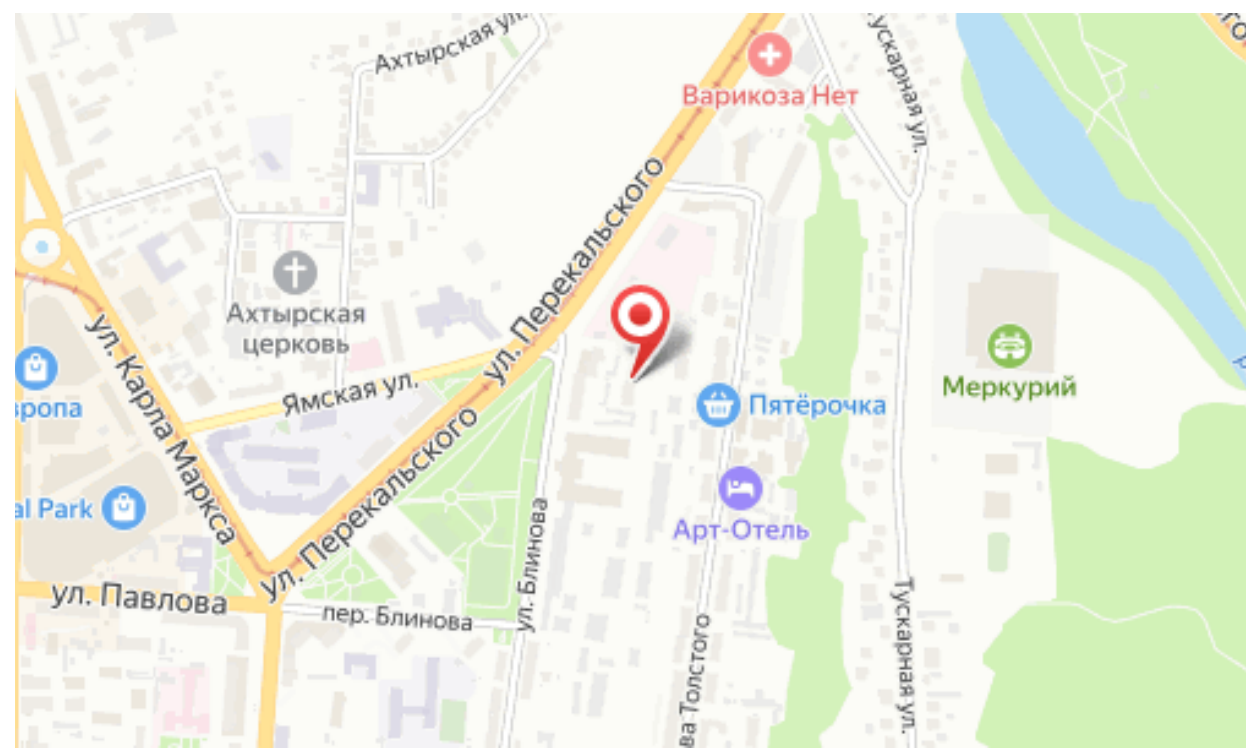 Ахтырская ул.
Варикоза Нет
Тускарная ул.
ул. Перекальского
Ахтырская
церковь
ул. Карла Маркса
Ямская ул.
Меркурий
Пятёрочка
вропа
ул. Перекальского
al Park
Арт-Отель
ул. Блинова
ул. Павлова
пер. Блинова
Тускарная ул.
ва Толстого